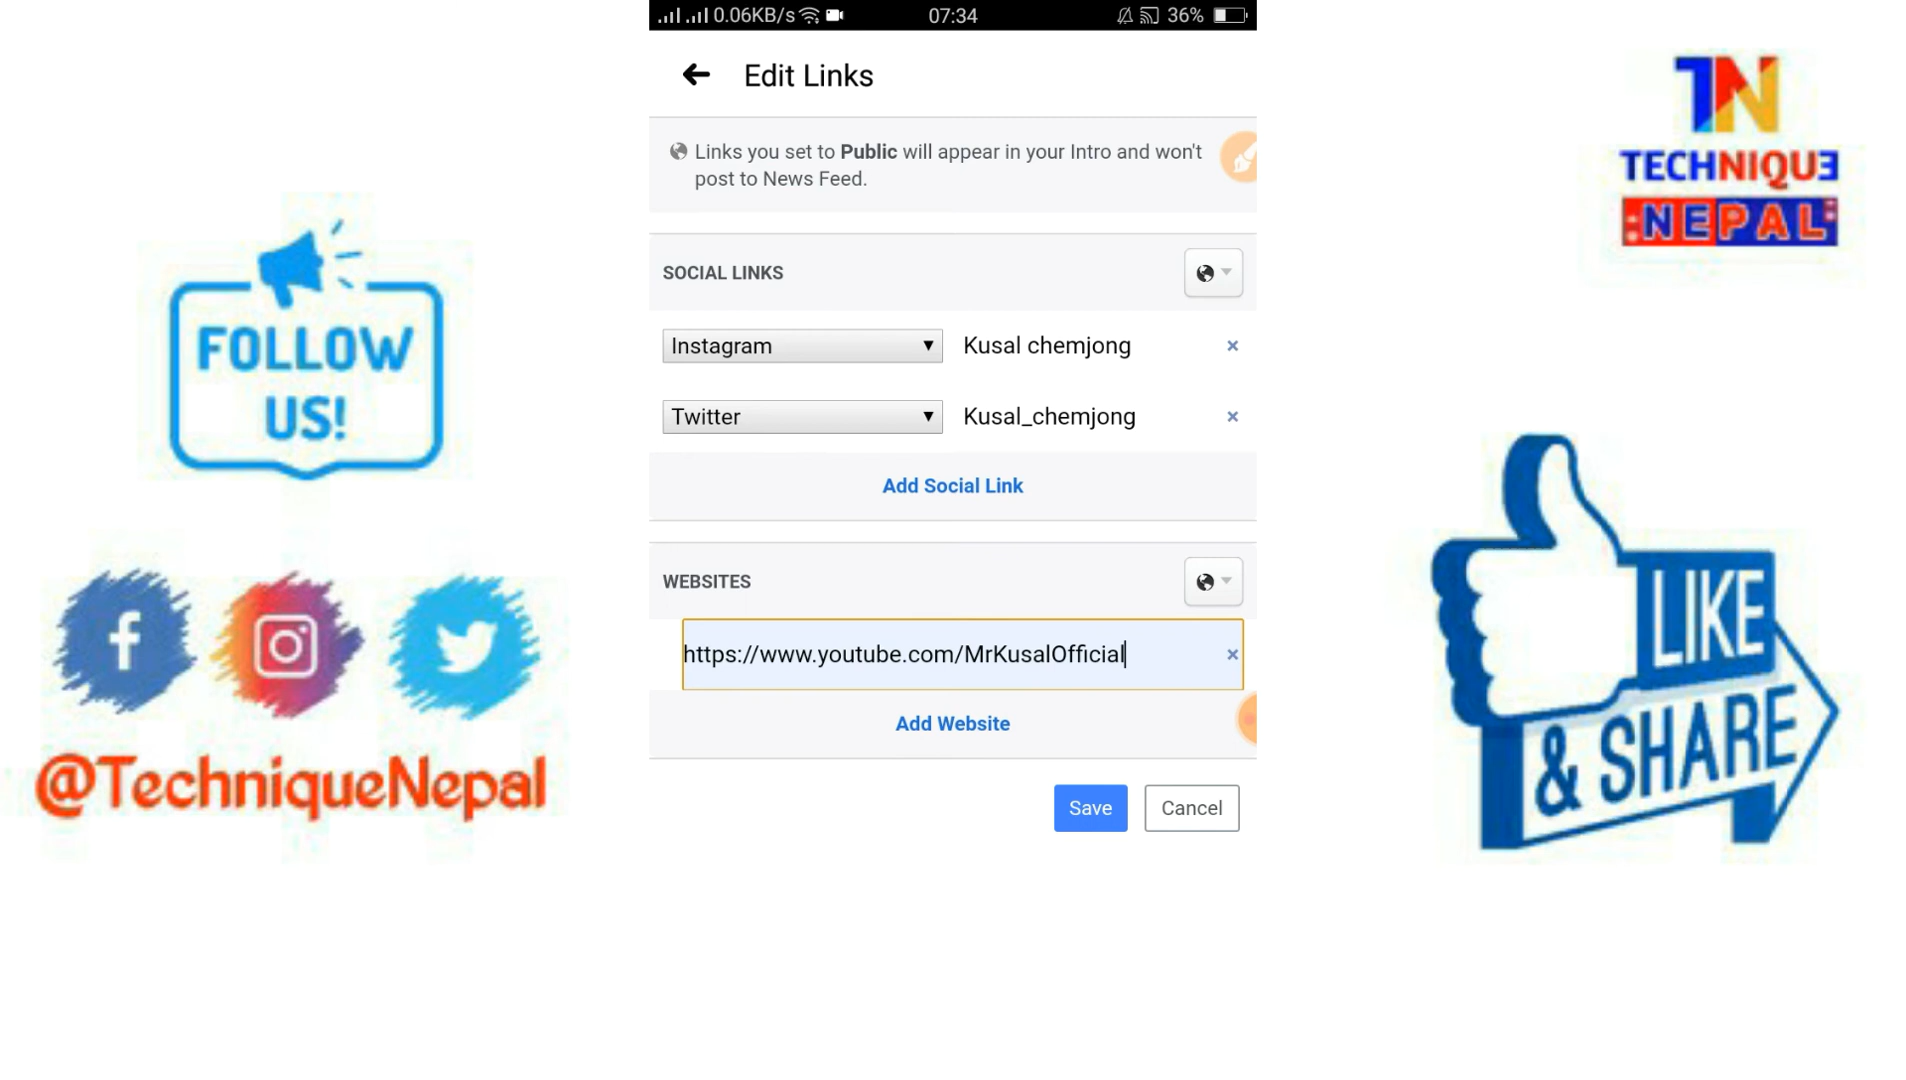 0.06KB/s 07:34 36%
Edit Links
Links you set to Public will appear in your Intro and won't
post to News Feed.
SOCIAL LINKS
Instagram Kusal chemjong
Twitter Kusal_chemjong
Add Social Link
WEBSITES
https://www.youtube.com/MrKusalOfficial
Add Website
Save Cancel
FOLLOW
US!
@TechniqueNepal
TN
TECHNIQUE
NEPAL
LIKE
& SHARE